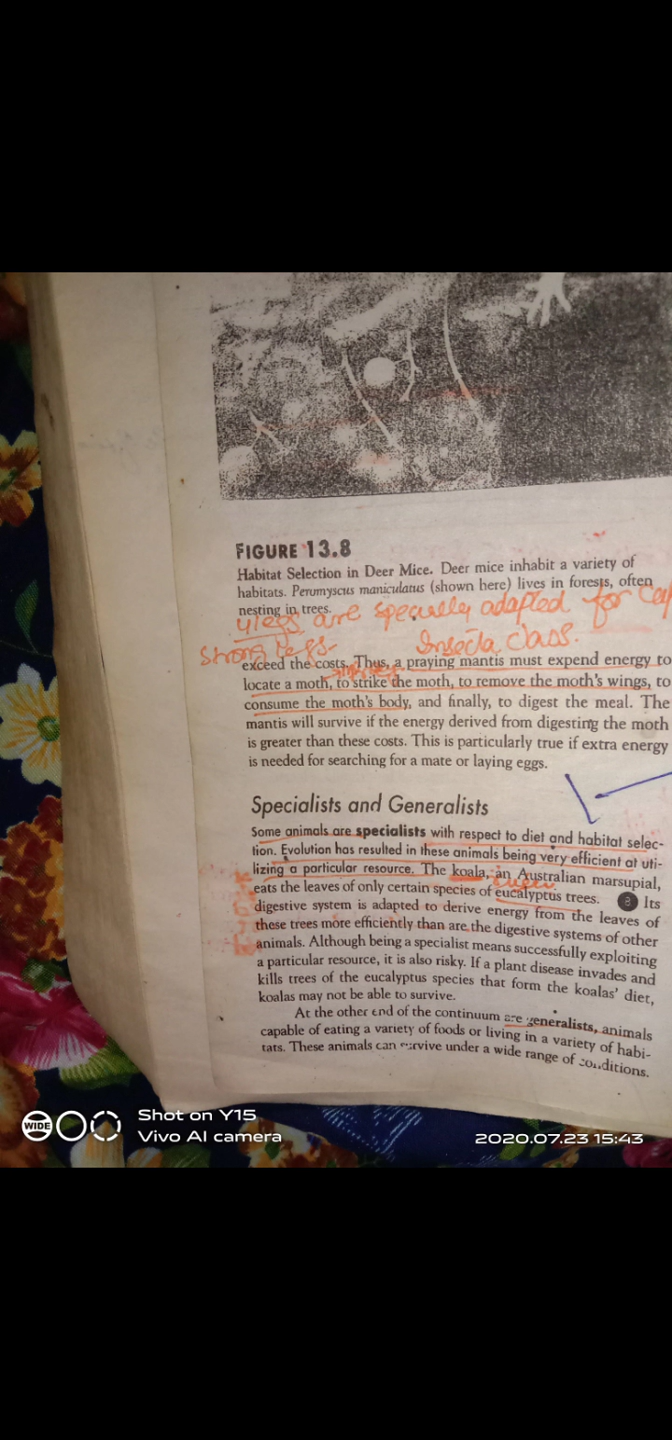 FIGURE 13.8
Habitat Selection in Deer Mice. Deer mice inhabit a variety of
habitats. Peromyscus maniculatus (shown here) lives in forests, often
nesting in trees.
are specially adapted for
Strong legs. Insecta class.
exceed the costs. Thus, a praying mantis must expend energy to
locate a moth, to strike the moth, to remove the moth's wings, to
consume the moth's body, and finally, to digest the meal. The
mantis will survive if the energy derived from digesting the moth
is greater than these costs. This is particularly true if extra energy
is needed for searching for a mate or laying eggs.
Specialists and Generalists
Some animals are specialists with respect to diet and habitat selec-
tion. Evolution has resulted in these animals being very efficient at uti-
lizing a particular resource. The koala, an Australian marsupial,
eats the leaves of only certain species of eucalyptus trees. 8 Its
digestive system is adapted to derive energy from the leaves of
these trees more efficiently than are the digestive systems of other
animals. Although being a specialist means successfully exploiting
a particular resource, it is also risky. If a plant disease invades and
kills trees of the eucalyptus species that form the koalas' diet,
koalas may not be able to survive.
At the other end of the continuum are generalists, animals
capable of eating a variety of foods or living in a variety of habi-
tats. These animals can survive under a wide range of conditions.
WIDE
Shot on Y15
Vivo AI camera
2020.07.23 15:43